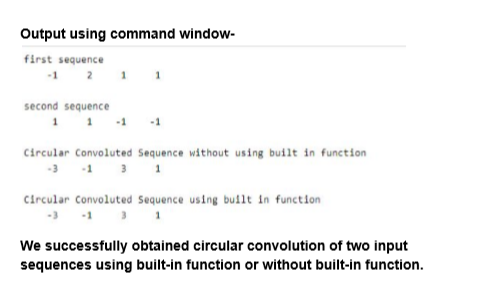 Output using command window-
first sequence
-1 2 1 1
second sequence
1 1 -1 -1
Circular Convoluted Sequence without using built in function
-3 -1 3 1
Circular Convoluted Sequence using built in function
-3 -1 3 1
We successfully obtained circular convolution of two input
sequences using built-in function or without built-in function.